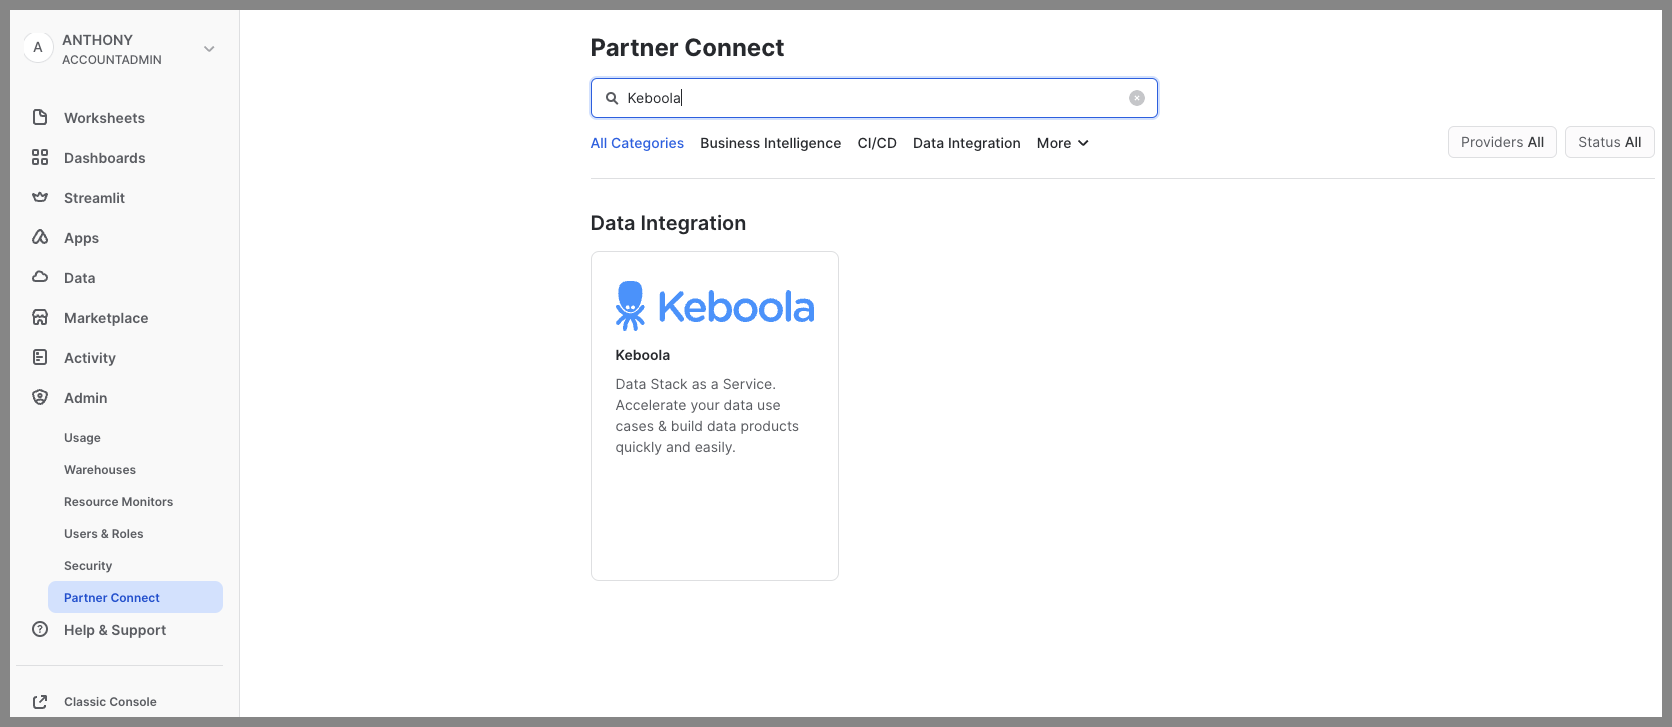 A
ANTHONY
ACCOUNTADMIN
Worksheets
Dashboards
Streamlit
Apps
Data
Marketplace
Activity
Admin
Usage
Warehouses
Resource Monitors
Users & Roles
Security
Partner Connect
Help & Support
Classic Console
Partner Connect
Keboola
All Categories Business Intelligence CI/CD Data Integration More
Providers All Status All
Data Integration
Keboola
Keboola
Data Stack as a Service.
Accelerate your data use
cases & build data products
quickly and easily.